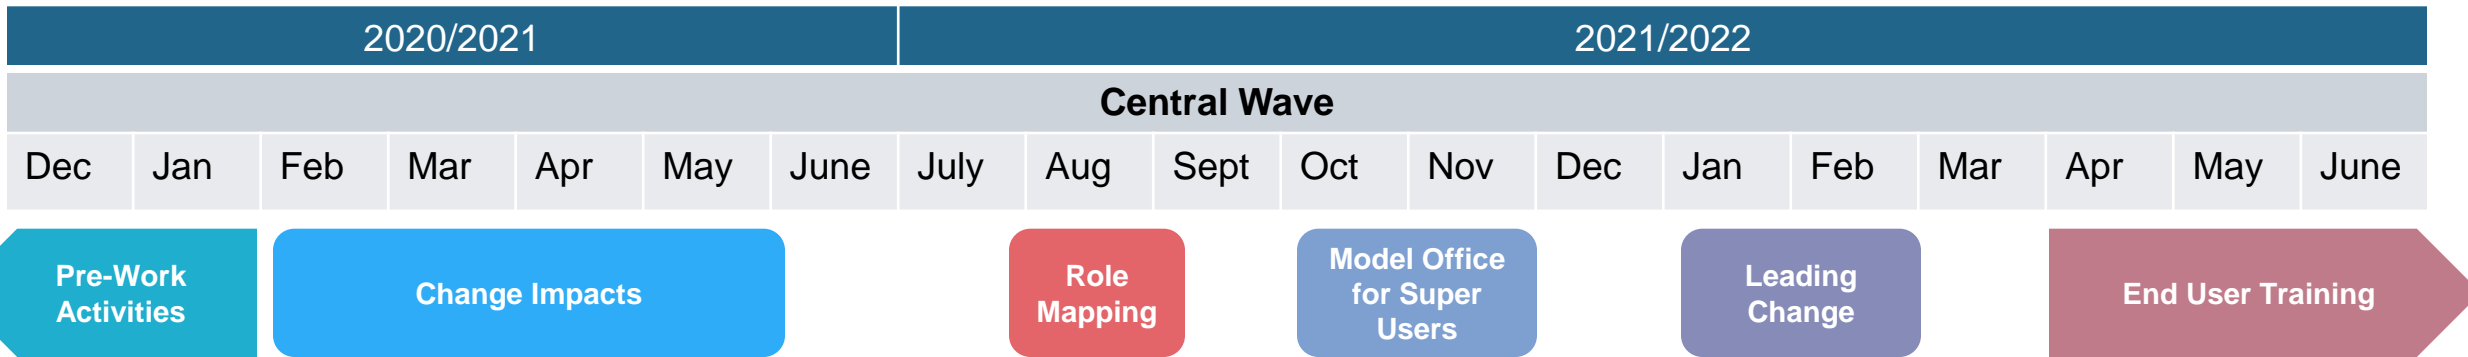 2020/2021 2021/2022
Central Wave
Dec Jan Feb Mar Apr May June July Aug Sept Oct Nov Dec Jan Feb Mar Apr May June
Pre-Work
Activities
Change Impacts
Role
Mapping
Model Office
for Super
Users
Leading
Change
End User Training